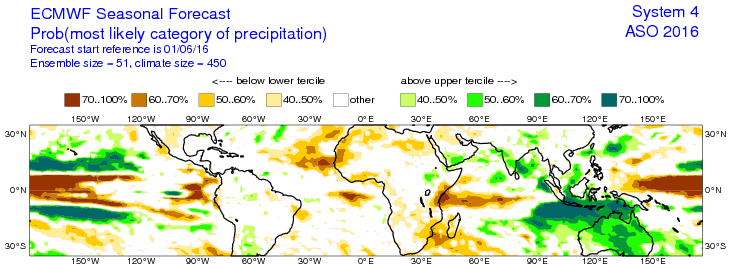 ECMWF Seasonal Forecast
System 4
Prob(most likely category of precipitation)
ASO 2016
Forecast start reference is 01/06/16
Ensemble size = 51, climate size = 450
<---- below lower tercile
above upper tercile ---->
70..100% 60..70% 50..60% 40..50% other 40..50% 50..60% 60..70% 70..100%
150°W 120°W 90°W 60°W 30°W 0°E 30°E 60°E 90°E 120°E 150°E
30°N 30°N
0°N 0°N
30°S 30°S
150°W 120°W 90°W 60°W 30°W 0°E 30°E 60°E 90°E 120°E 150°E